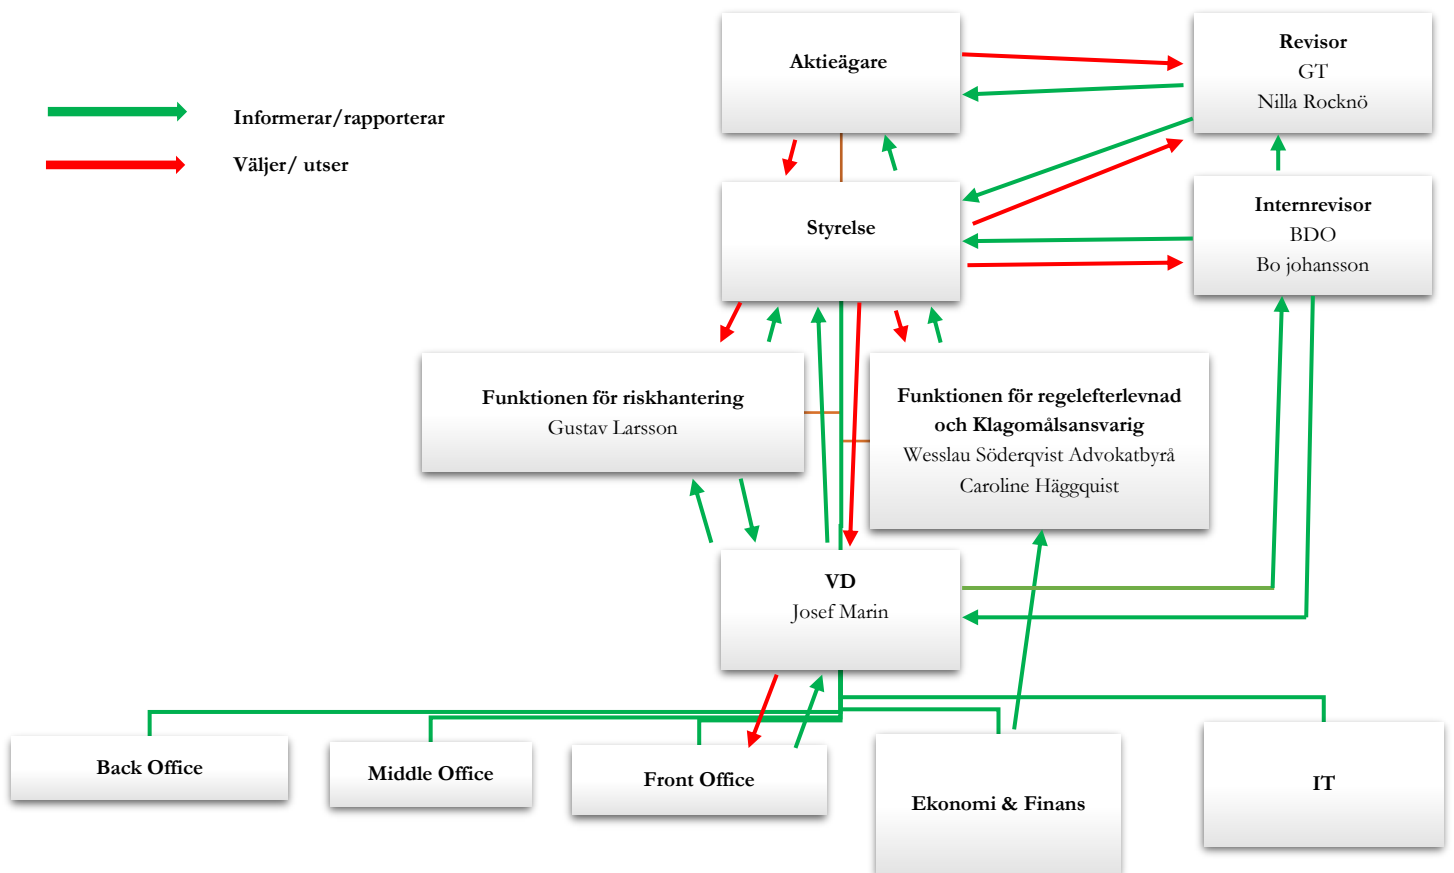 Aktieägare
Revisor
GT
Nilla Rocknö
Informerar/rapporterar
Väljer/ utser
Styrelse
Internrevisor
BDO
Bo johansson
Funktionen för riskhantering
Gustav Larsson
Funktionen för regelefterlevnad
och Klagomålsansvarig
Wesslau Söderqvist Advokatbyrå
Caroline Häggquist
VD
Josef Marin
Back Office
Middle Office
Front Office
Ekonomi & Finans
IT